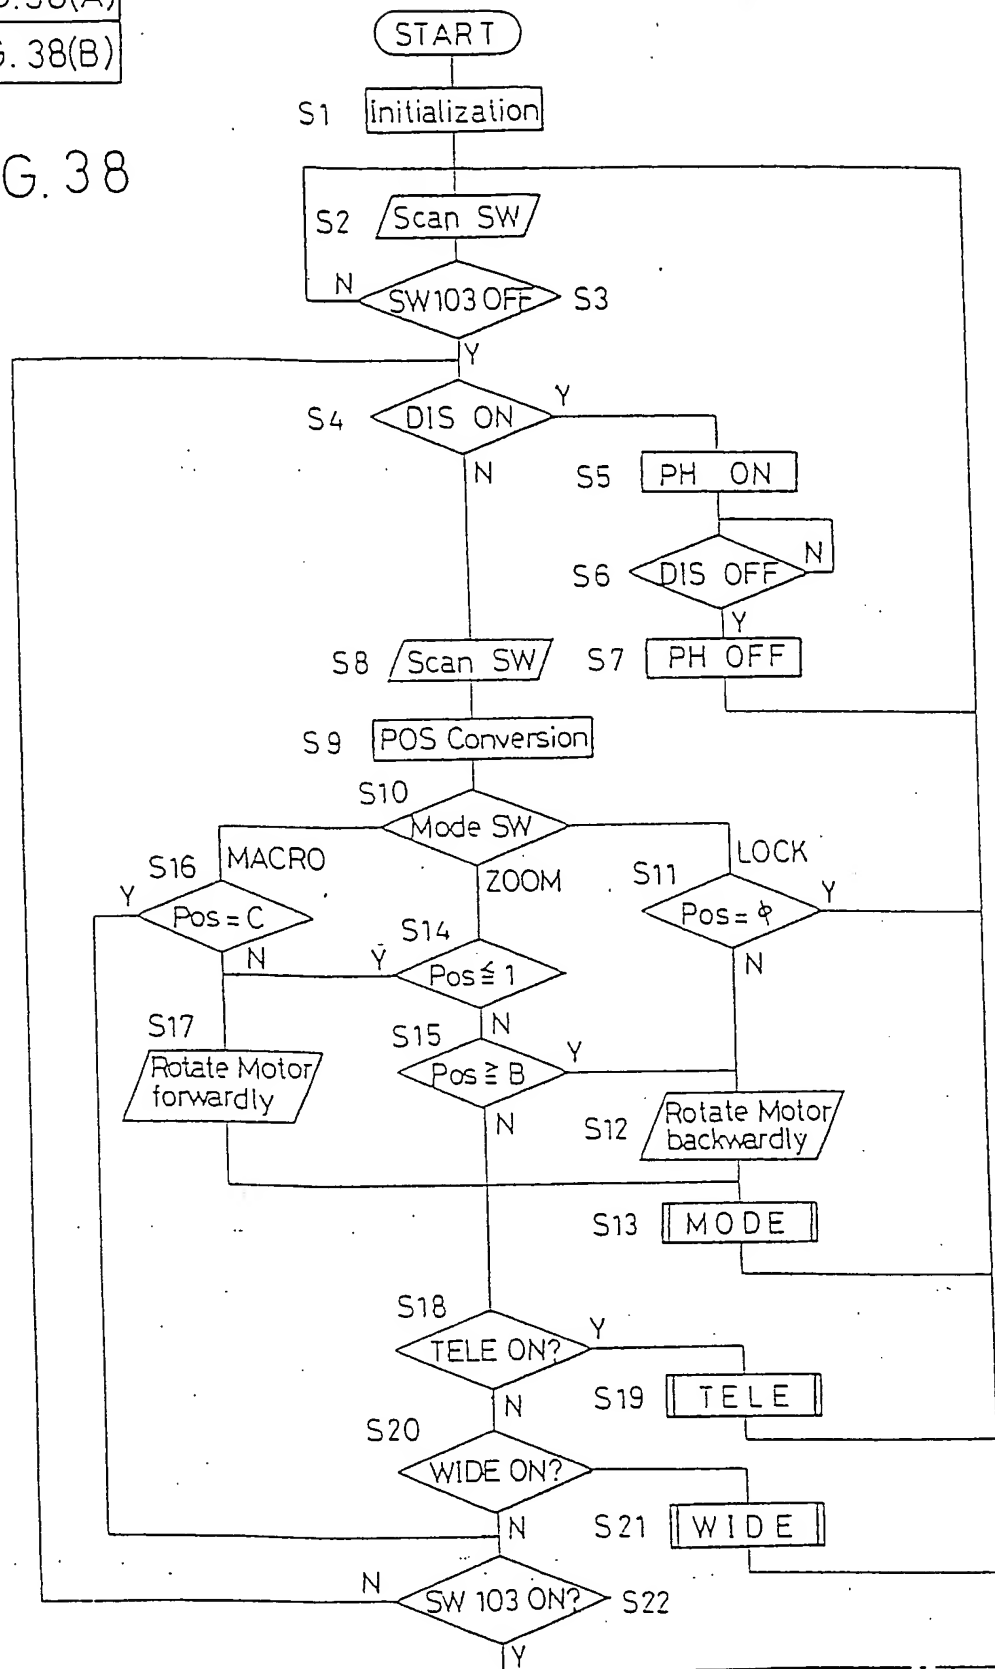 G.38(A)
G.38(B)
G.38
START
S1 Initialization
S2 Scan SW
N SW103 OFF S3
Y
S4 DIS ON Y
N
S5 PH ON
S6 DIS OFF N
Y
S7 PH OFF
S8 Scan SW
S9 POS Conversion
S10 Mode SW
MACRO
ZOOM
LOCK
S16 Pos = C Y
N
S11 Pos = ϕ Y
N
S14 Pos ≦ 1 Y
N
S15 Pos ≧ B Y
N
S17 Rotate Motor
forwardly
S12 Rotate Motor
backwardly
S13 MODE
S18 TELE ON? Y
N
S19 TELE
S20 WIDE ON?
N
S21 WIDE
N SW 103 ON? S22
Y